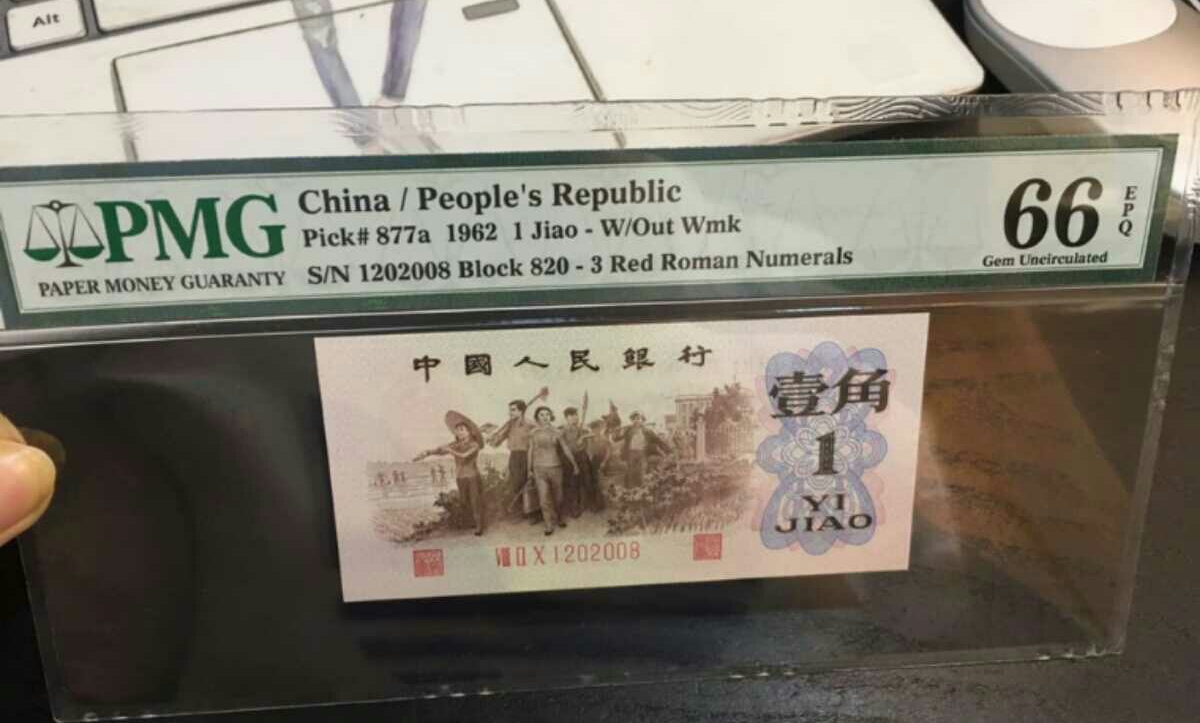 Alt
PMG
PAPER MONEY GUARANTY
China / People's Republic
Pick# 877a 1962 1 Jiao - W/Out Wmk
S/N 1202008 Block 820 - 3 Red Roman Numerals
66
EPQ
Gem Uncirculated
中國人民銀行
壹角
1
YI
JIAO
VIII II X 1202008